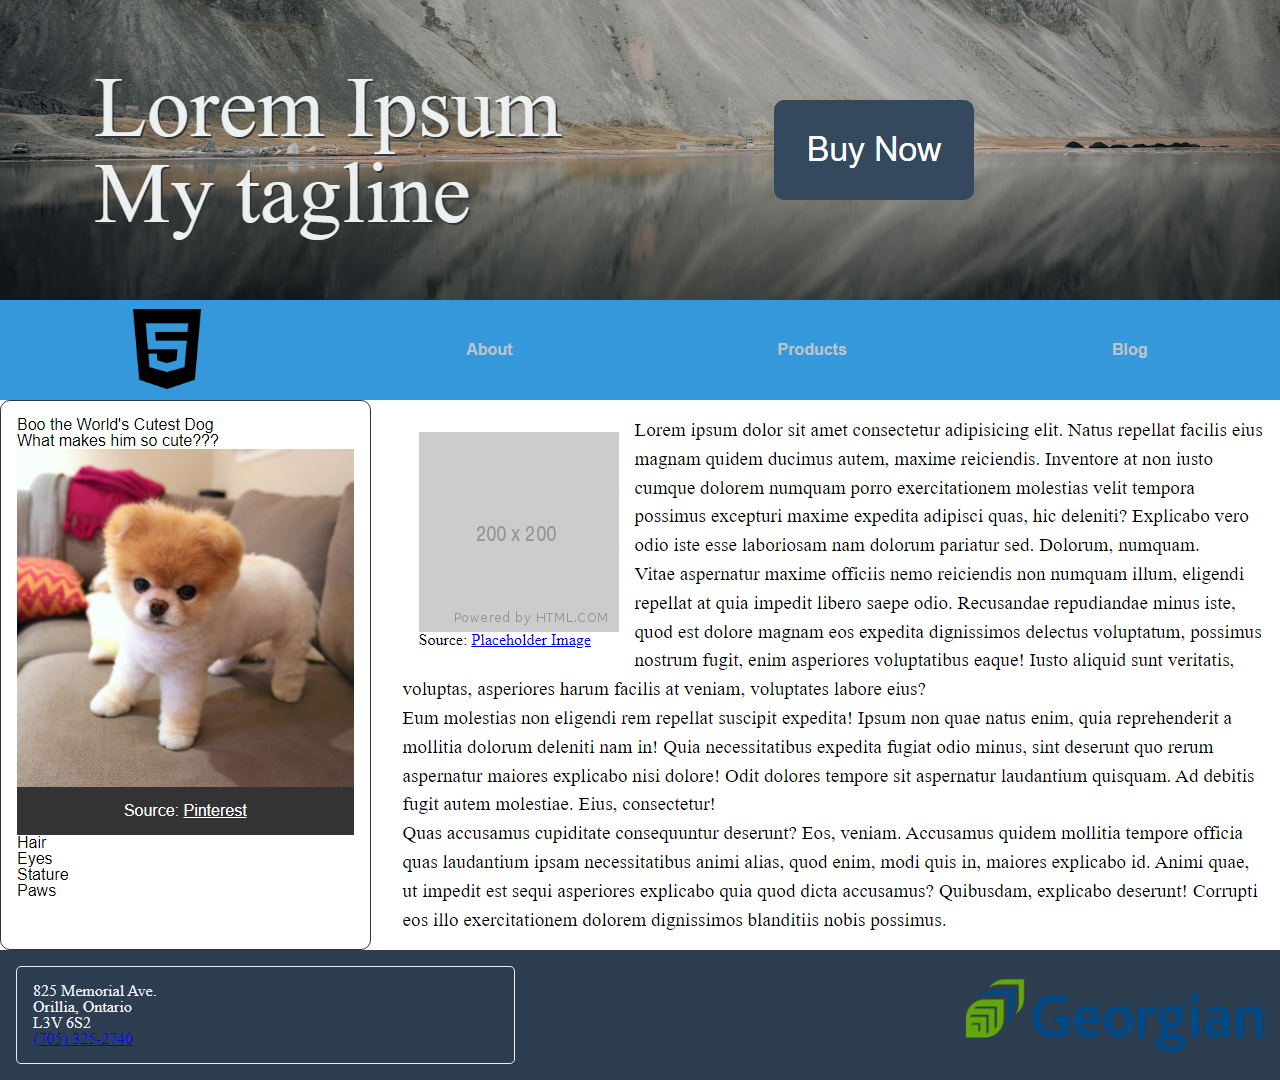 Lorem Ipsum
My tagline
Buy Now
5
About
Products
Blog
Boo the World's Cutest Dog
What makes him so cute???
Source: Pinterest
Hair
Eyes
Stature
Paws
200 x 200
Powered by HTML.COM
Source: Placeholder Image
Lorem ipsum dolor sit amet consectetur adipisicing elit. Natus repellat facilis eius
magnam quidem ducimus autem, maxime reiciendis. Inventore at non iusto
cumque dolorem numquam porro exercitationem molestias velit tempora
possimus excepturi maxime expedita adipisci quas, hic deleniti? Explicabo vero
odio iste esse laboriosam nam dolorum pariatur sed. Dolorum, numquam.
Vitae aspernatur maxime officiis nemo reiciendis non numquam illum, eligendi
repellat at quia impedit libero saepe odio. Recusandae repudiandae minus iste,
quod est dolore magnam eos expedita dignissimos delectus voluptatum, possimus
nostrum fugit, enim asperiores voluptatibus eaque! Iusto aliquid sunt veritatis,
voluptas, asperiores harum facilis at veniam, voluptates labore eius?
Eum molestias non eligendi rem repellat suscipit expedita! Ipsum non quae natus enim, quia reprehenderit a
mollitia dolorum deleniti nam in! Quia necessitatibus expedita fugiat odio minus, sint deserunt quo rerum
aspernatur maiores explicabo nisi dolore! Odit dolores tempore sit aspernatur laudantium quisquam. Ad debitis
fugit autem molestiae. Eius, consectetur!
Quas accusamus cupiditate consequuntur deserunt? Eos, veniam. Accusamus quidem mollitia tempore officia
quas laudantium ipsam necessitatibus animi alias, quod enim, modi quis in, maiores explicabo id. Animi quae,
ut impedit est sequi asperiores explicabo quia quod dicta accusamus? Quibusdam, explicabo deserunt! Corrupti
eos illo exercitationem dolorem dignissimos blanditiis nobis possimus.
825 Memorial Ave.
Orillia, Ontario
L3V 6S2
(705) 325-2740
Georgian